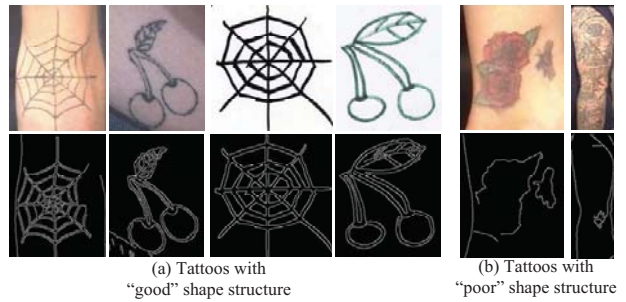 (a) Tattoos with
“good” shape structure
(b) Tattoos with
“poor” shape structure